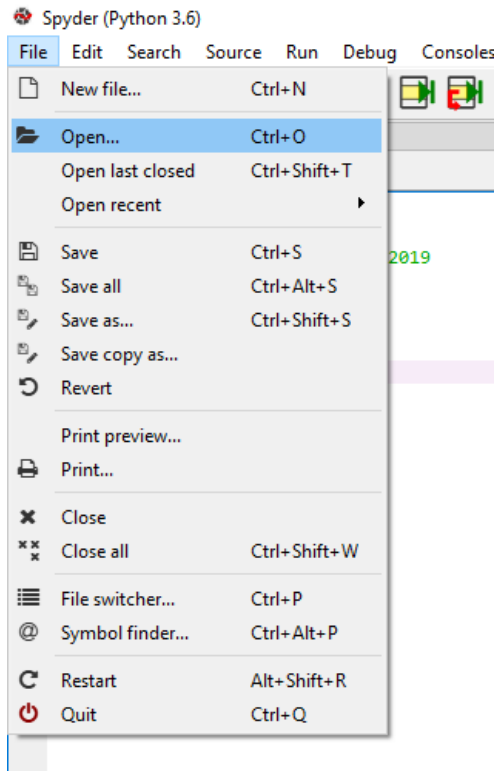 Spyder (Python 3.6)
File Edit Search Source Run Debug Consoles
New file... Ctrl+N
Open... Ctrl+O
Open last closed Ctrl+Shift+T
Open recent
Save Ctrl+S
2019
Save all Ctrl+Alt+S
Save as... Ctrl+Shift+S
Save copy as...
Revert
Print preview...
Print...
Close
Close all Ctrl+Shift+W
File switcher... Ctrl+P
@ Symbol finder... Ctrl+Alt+P
Restart Alt+Shift+R
Quit Ctrl+Q